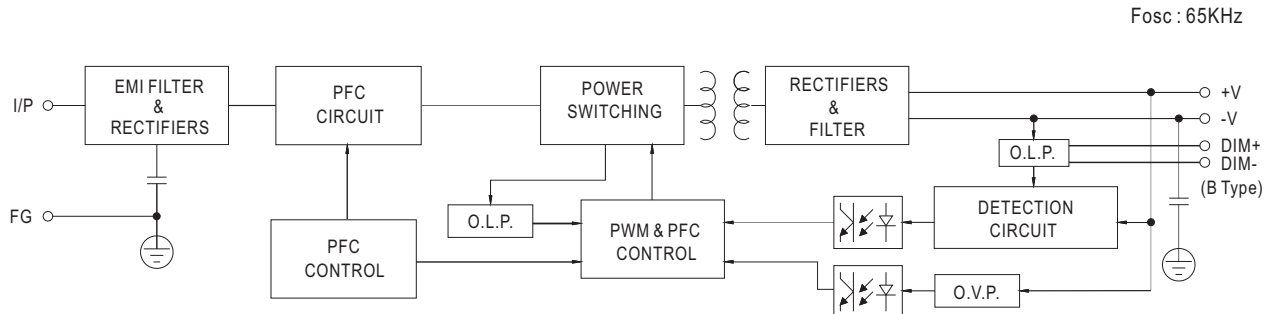 Fosc : 65KHz
I/P
EMI FILTER
&
RECTIFIERS
PFC
CIRCUIT
POWER
SWITCHING
RECTIFIERS
&
FILTER
+V
-V
DIM+
DIM-
(B Type)
O.L.P.
FG
O.L.P.
PFC
CONTROL
PWM & PFC
CONTROL
DETECTION
CIRCUIT
O.V.P.